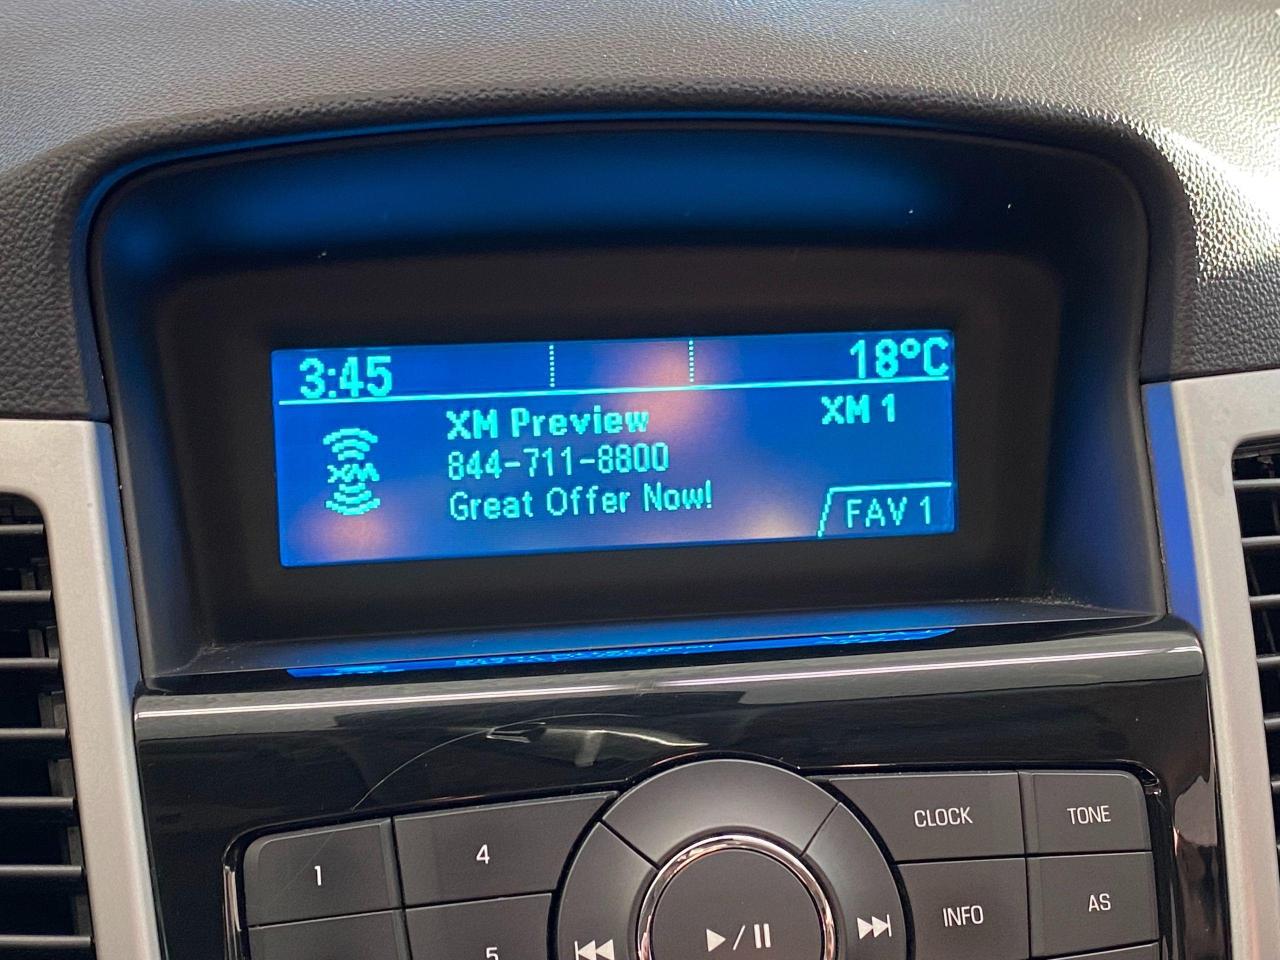 3:45 18°C
XM Preview XM 1
844-711-8800
XM
Great Offer Now!
FAV 1
CLOCK TONE
1 4
INFO AS
5